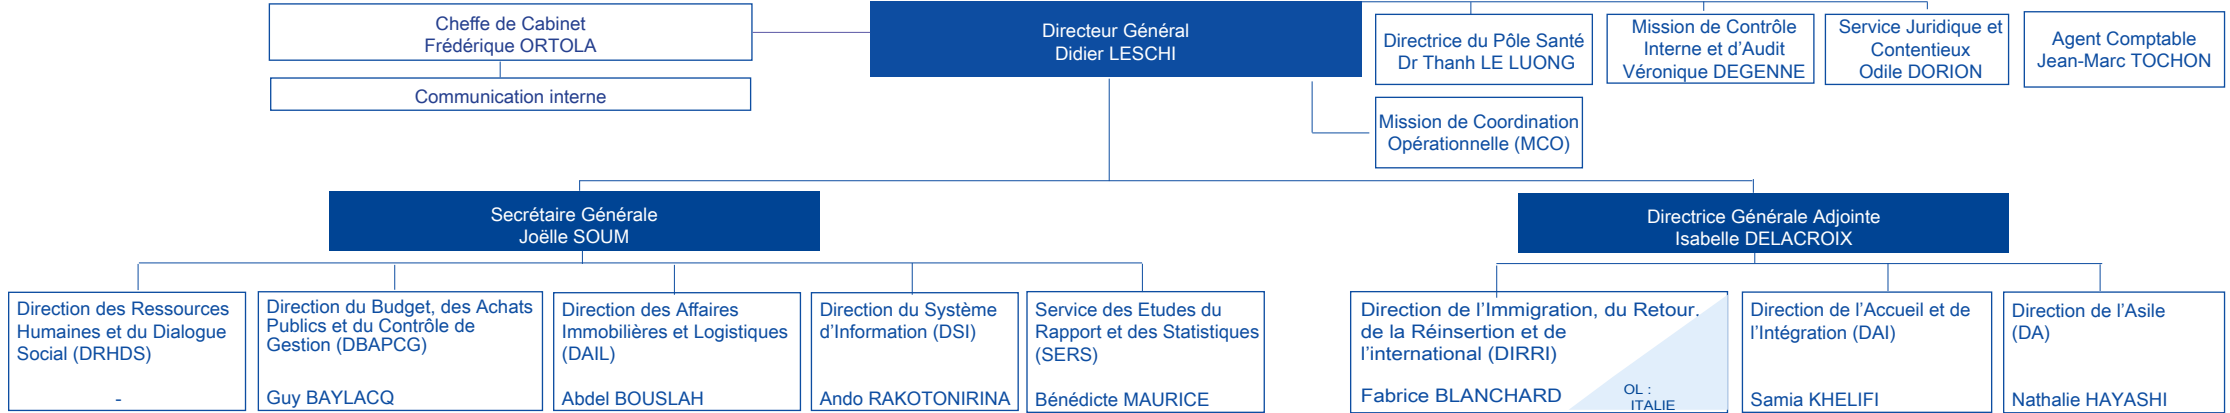 Cheffe de Cabinet
Frédérique ORTOLA
Communication interne
Directeur Général
Didier LESCHI
Directrice du Pôle Santé
Dr Thanh LE LUONG
Mission de Contrôle
Interne et d’Audit
Véronique DEGENNE
Service Juridique et
Contentieux
Odile DORION
Agent Comptable
Jean-Marc TOCHON
Mission de Coordination
Opérationnelle (MCO)
Secrétaire Générale
Joëlle SOUM
Directrice Générale Adjointe
Isabelle DELACROIX
Direction des Ressources
Humaines et du Dialogue
Social (DRHDS)
-
Direction du Budget, des Achats
Publics et du Contrôle de
Gestion (DBAPCG)
Guy BAYLACQ
Direction des Affaires
Immobilières et Logistiques
(DAIL)
Abdel BOUSLAH
Direction du Système
d’Information (DSI)
Ando RAKOTONIRINA
Service des Etudes du
Rapport et des Statistiques
(SERS)
Bénédicte MAURICE
Direction de l’Immigration, du Retour.
de la Réinsertion et de
l’international (DIRRI)
Fabrice BLANCHARD
OL :
ITALIE
Direction de l’Accueil et de
l’Intégration (DAI)
Samia KHELIFI
Direction de l’Asile
(DA)
Nathalie HAYASHI